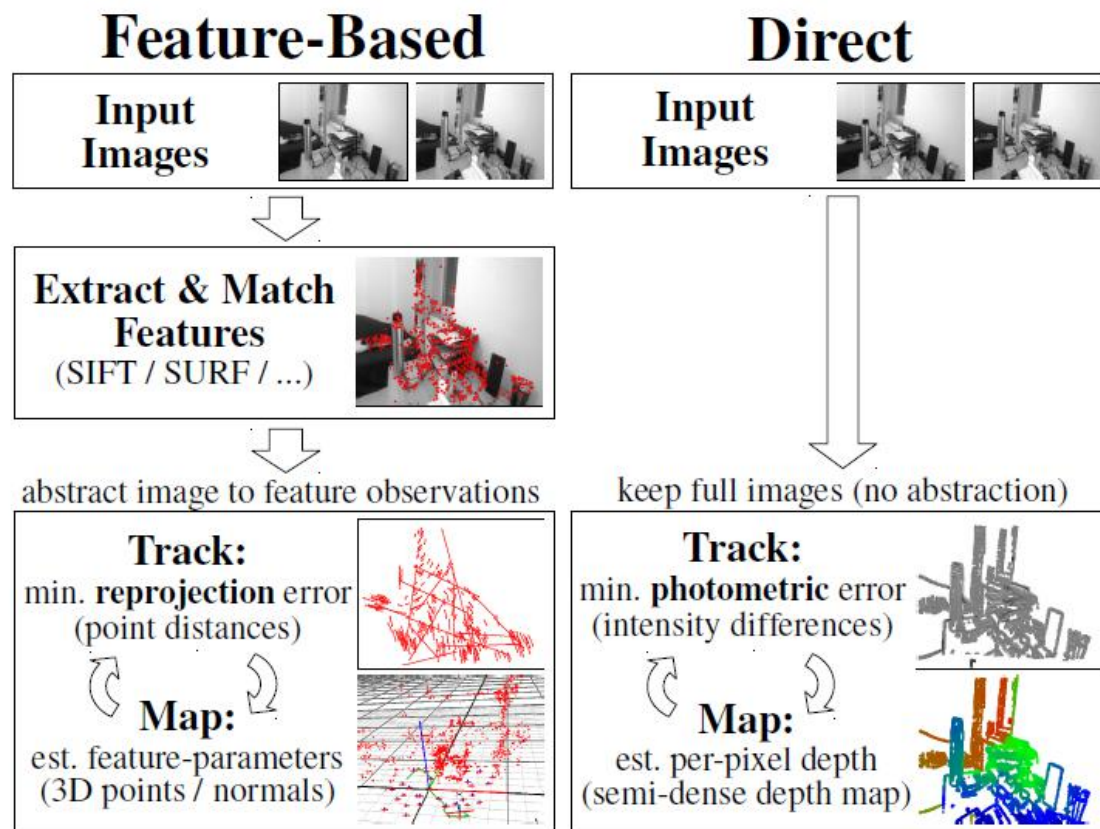 Feature-Based
Input
Images
Extract & Match
Features
(SIFT / SURF / ...)
abstract image to feature observations
Track:
min. reprojection error
(point distances)
Map:
est. feature-parameters
(3D points / normals)
Direct
Input
Images
keep full images (no abstraction)
Track:
min. photometric error
(intensity differences)
Map:
est. per-pixel depth
(semi-dense depth map)